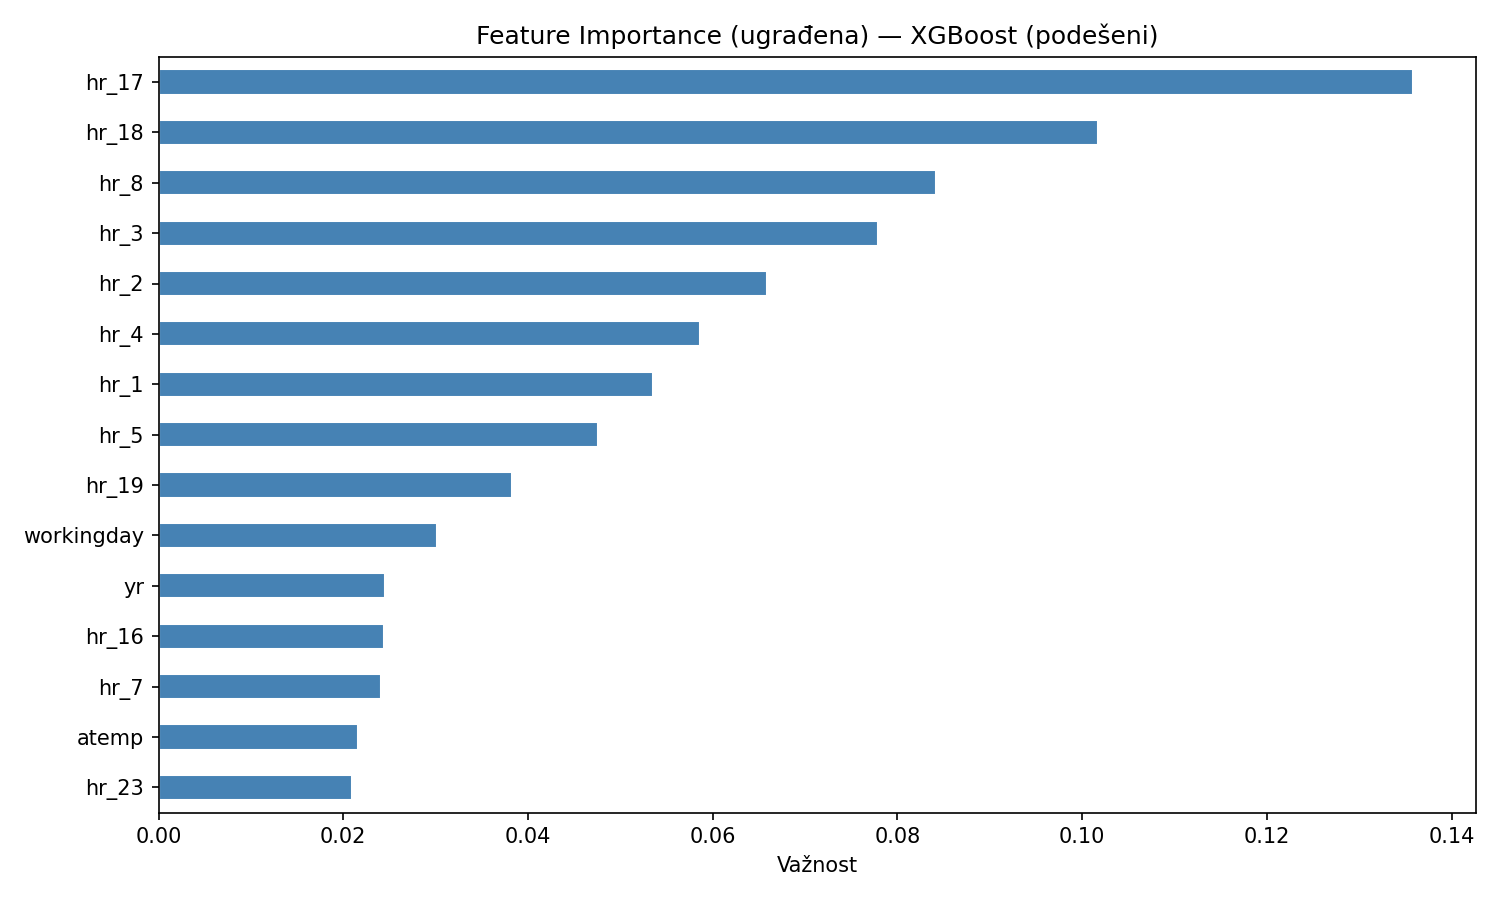 Feature Importance (ugrađena) — XGBoost (podešeni)
hr_17
hr_18
hr_8
hr_3
hr_2
hr_4
hr_1
hr_5
hr_19
workingday
yr
hr_16
hr_7
atemp
hr_23
0.00 0.02 0.04 0.06 0.08 0.10 0.12 0.14
Važnost